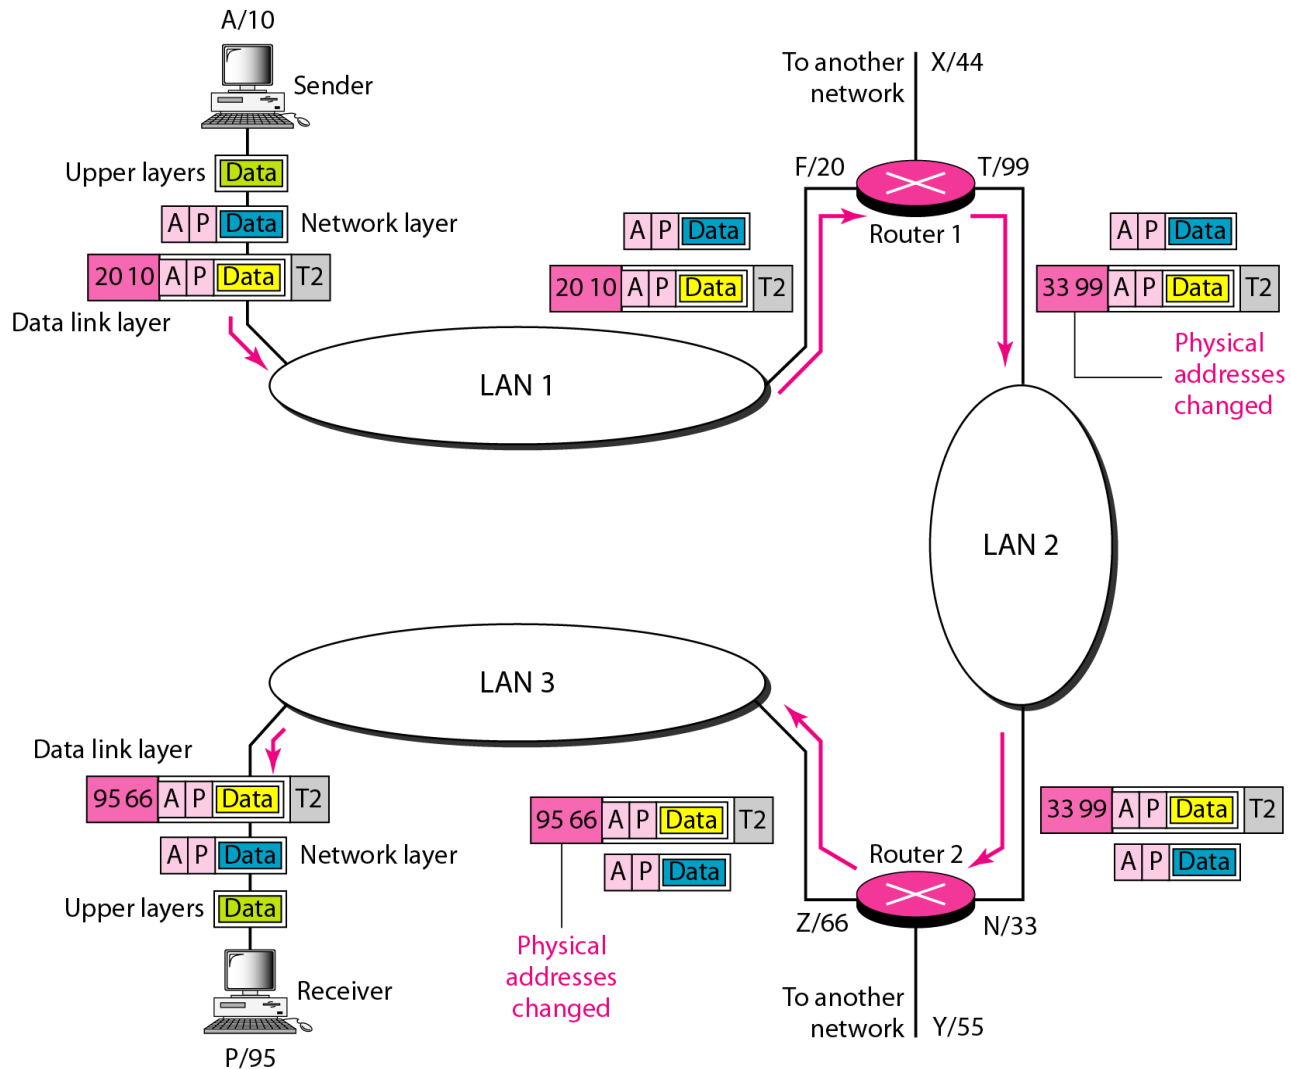 A/10
Sender
To another
network
X/44
Upper layers
Data
F/20
T/99
A P Data
Network layer
A P Data
Router 1
A P Data
20 10 A P Data T2
20 10 A P Data T2
33 99 A P Data T2
Data link layer
Physical
addresses
changed
LAN 1
LAN 2
LAN 3
Data link layer
95 66 A P Data T2
95 66 A P Data T2
33 99 A P Data T2
A P Data
Network layer
A P Data
Router 2
A P Data
Upper layers
Data
Z/66
N/33
Physical
addresses
changed
Receiver
To another
network
Y/55
P/95